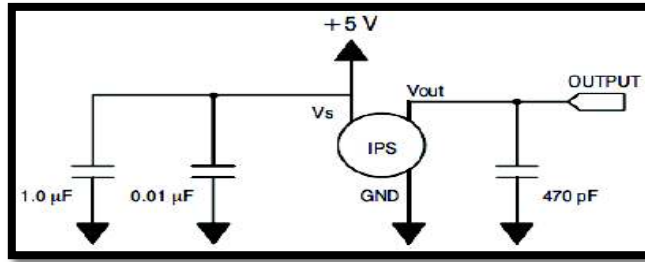 +5 V
OUTPUT
Vout
Vs
IPS
GND
1.0 µF
0.01 µF
470 pF